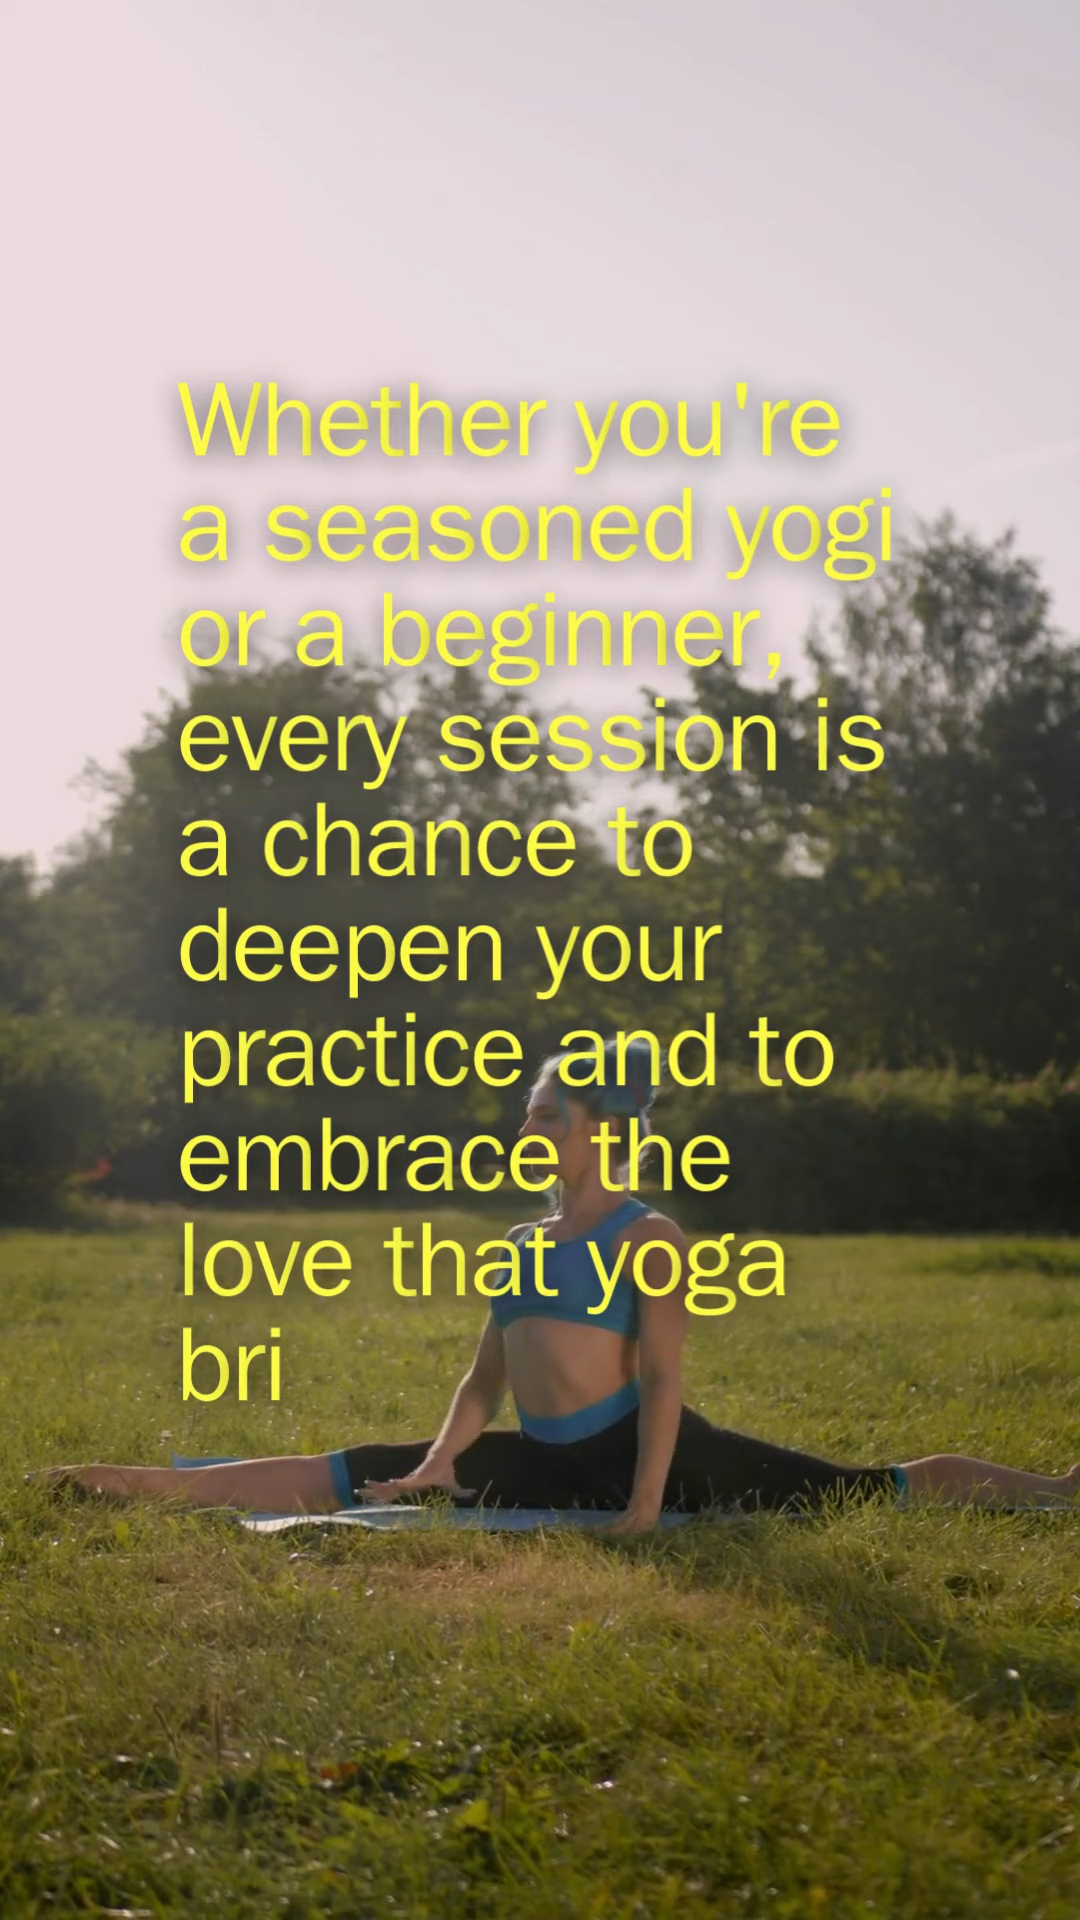 Whether you're
a seasoned yogi
or a beginner,
every session is
a chance to
deepen your
practice and to
embrace the
love that yoga
bri